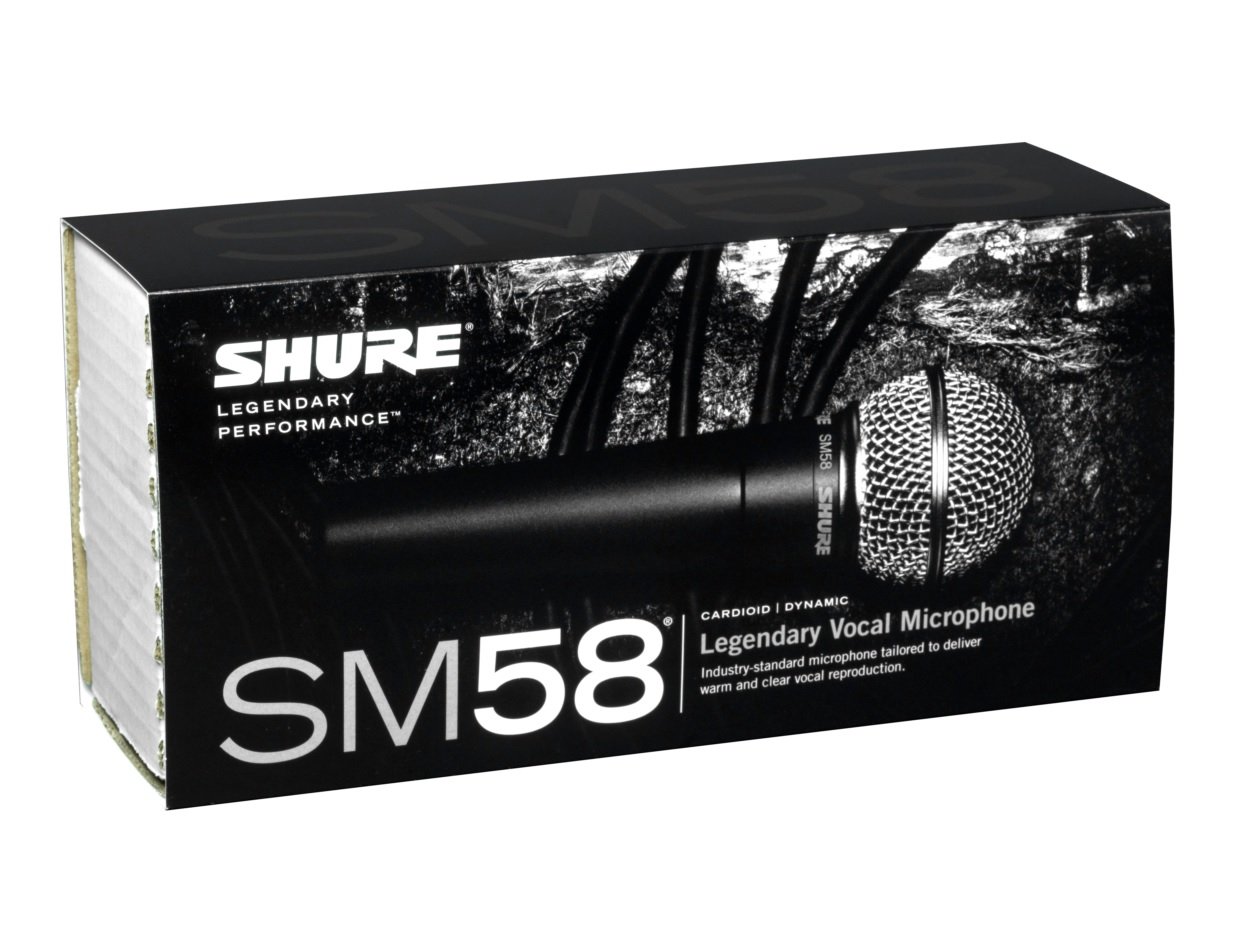 SM58
SHURE®
LEGENDARY
PERFORMANCE™
SM58
SHURE
SM58®
CARDIOID | DYNAMIC
Legendary Vocal Microphone
Industry-standard microphone tailored to deliver
warm and clear vocal reproduction.